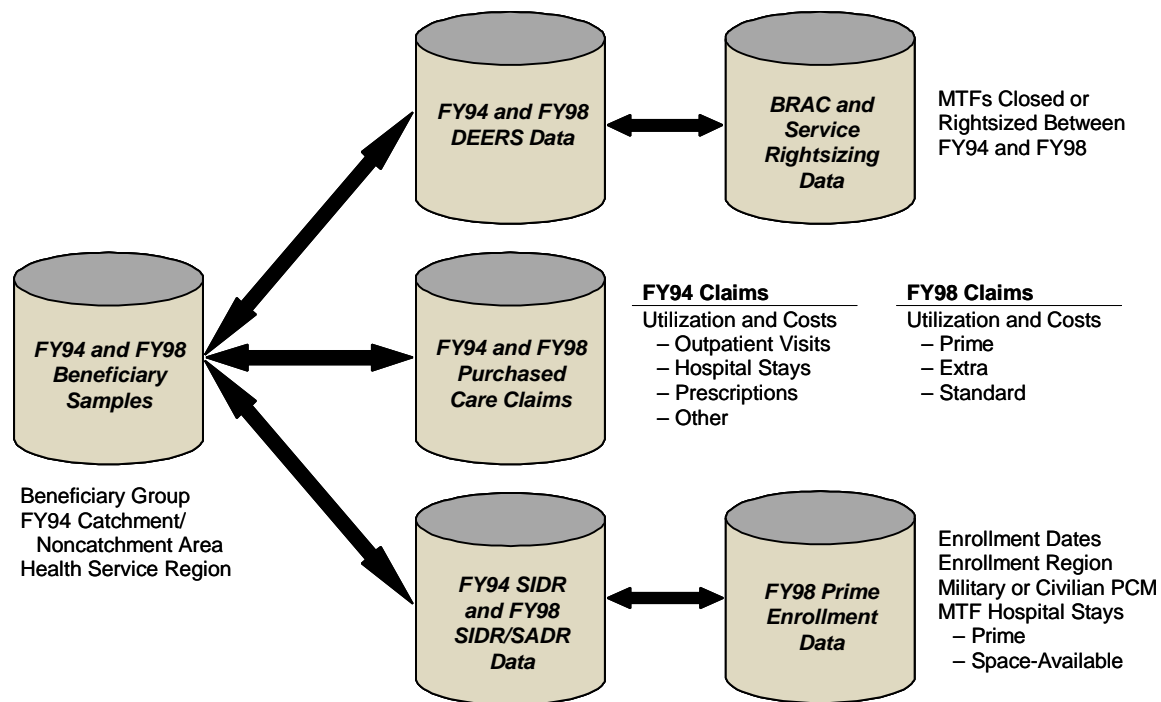 FY94 and FY98
DEERS Data
BRAC and
Service
Rightsizing
Data
MTFs Closed or
Rightsized Between
FY94 and FY98
FY94 and FY98
Beneficiary
Samples
Beneficiary Group
FY94 Catchment/
Noncatchment Area
Health Service Region
FY94 and FY98
Purchased
Care Claims
FY94 Claims
Utilization and Costs
– Outpatient Visits
– Hospital Stays
– Prescriptions
– Other
FY98 Claims
Utilization and Costs
– Prime
– Extra
– Standard
FY94 SIDR
and FY98
SIDR/SADR
Data
FY98 Prime
Enrollment
Data
Enrollment Dates
Enrollment Region
Military or Civilian PCM
MTF Hospital Stays
– Prime
– Space-Available